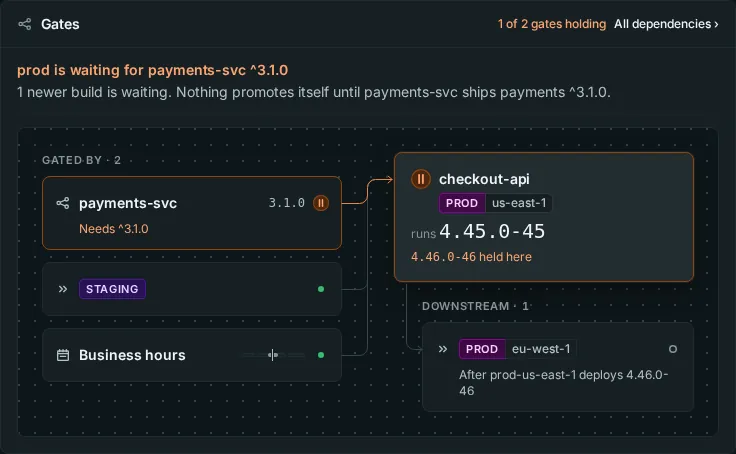 Gates
1 of 2 gates holding All dependencies ›
prod is waiting for payments-svc ^3.1.0
1 newer build is waiting. Nothing promotes itself until payments-svc ships payments ^3.1.0.
GATED BY · 2
payments-svc 3.1.0
Needs ^3.1.0
STAGING
Business hours
checkout-api
PROD us-east-1
runs 4.45.0-45
4.46.0-46 held here
DOWNSTREAM · 1
PROD eu-west-1
After prod-us-east-1 deploys 4.46.0-
46